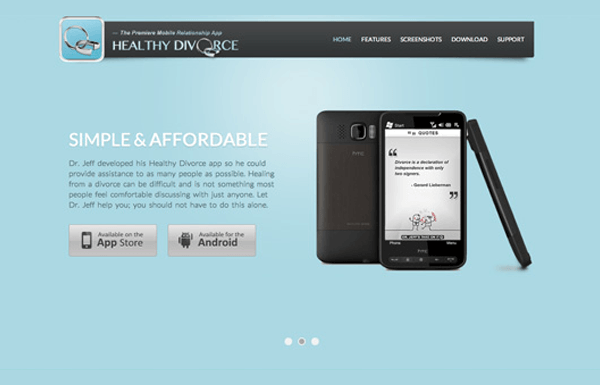 — The Premiere Mobile Relationship App
HEALTHY DIVORCE
HOME FEATURES SCREENSHOTS DOWNLOAD SUPPORT
SIMPLE & AFFORDABLE
Dr. Jeff developed his Healthy Divorce app so he could
provide assistance to as many people as possible. Healing
from a divorce can be difficult and is not something most
people feel comfortable discussing with just anyone. Let
Dr. Jeff help you; you should not have to do this alone.
Available on the
App Store
Available for the
Android
hTC
Start
QUOTES
“
Divorce is a declaration of
independence with only
two signers.
- Gerard Lieberman
”
Phone Menu
hTC